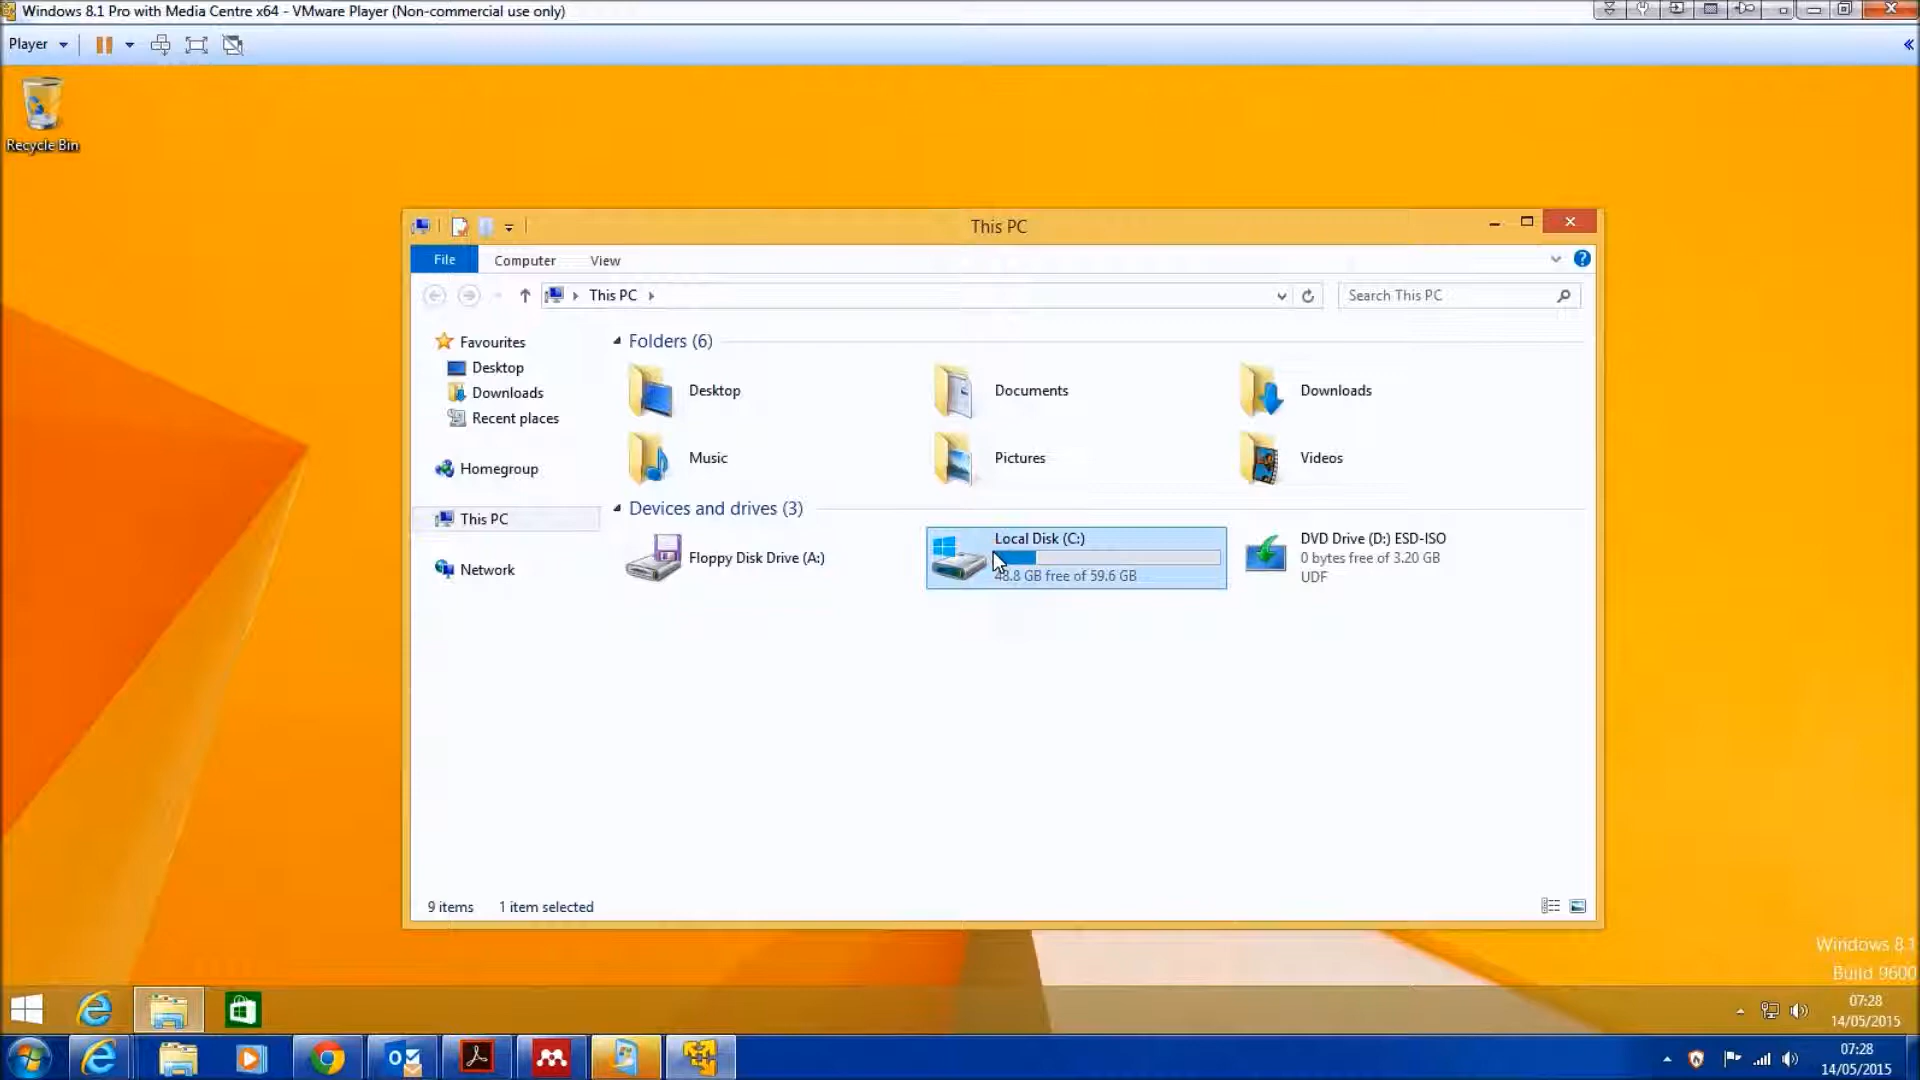 Windows 8.1 Pro with Media Centre x64 - VMware Player (Non-commercial use only)
Player
Recycle Bin
This PC
File
Computer
View
This PC
Search This PC
Favourites
Desktop
Downloads
Recent places
Homegroup
This PC
Network
Folders (6)
Desktop
Documents
Downloads
Music
Pictures
Videos
Devices and drives (3)
Floppy Disk Drive (A:)
Local Disk (C:)
48.8 GB free of 59.6 GB
DVD Drive (D:) ESD-ISO
0 bytes free of 3.20 GB
UDF
9 items
1 item selected
Windows 8.1
Build 9600
07:28
14/05/2015
07:28
14/05/2015